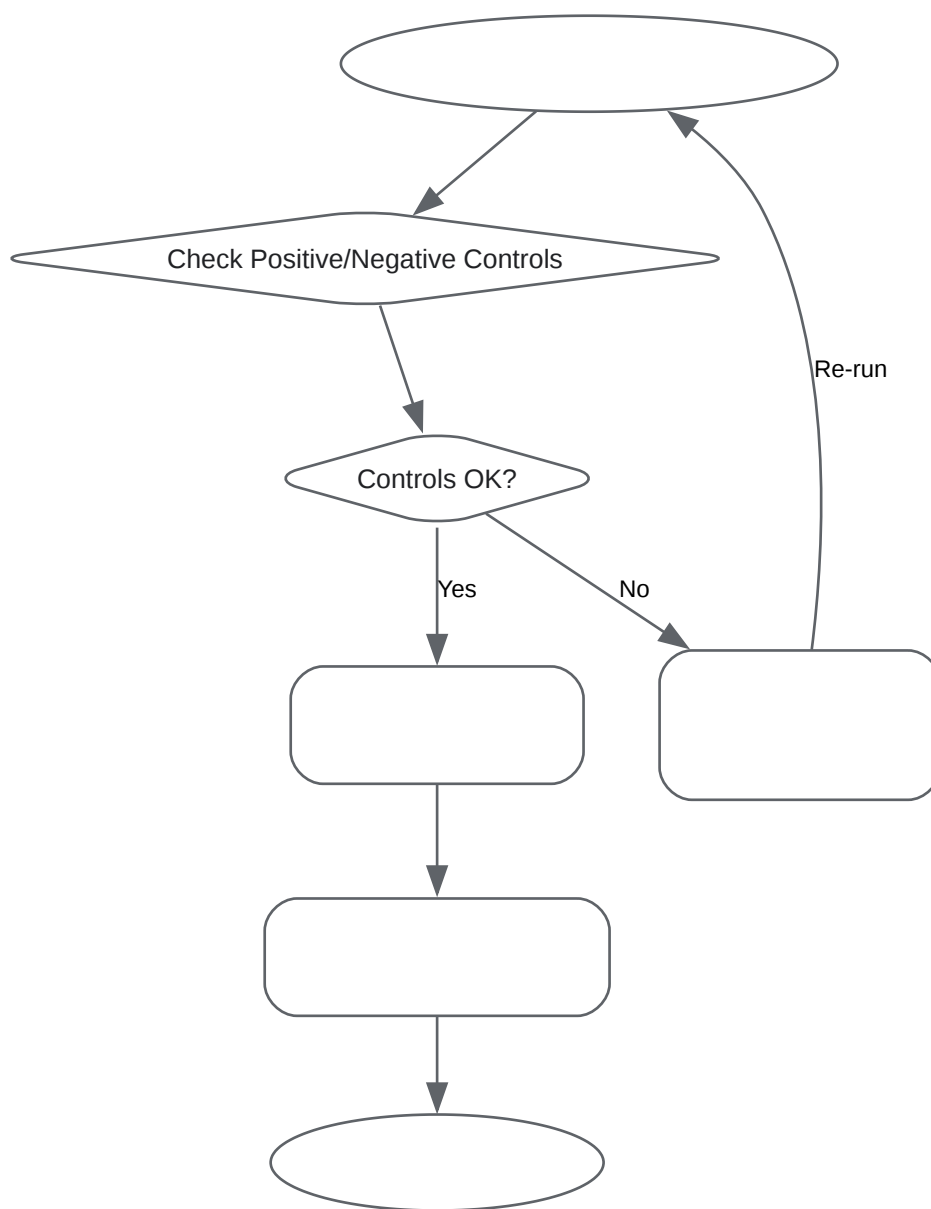 Check Positive/Negative Controls
Re-run
Controls OK?
Yes
No